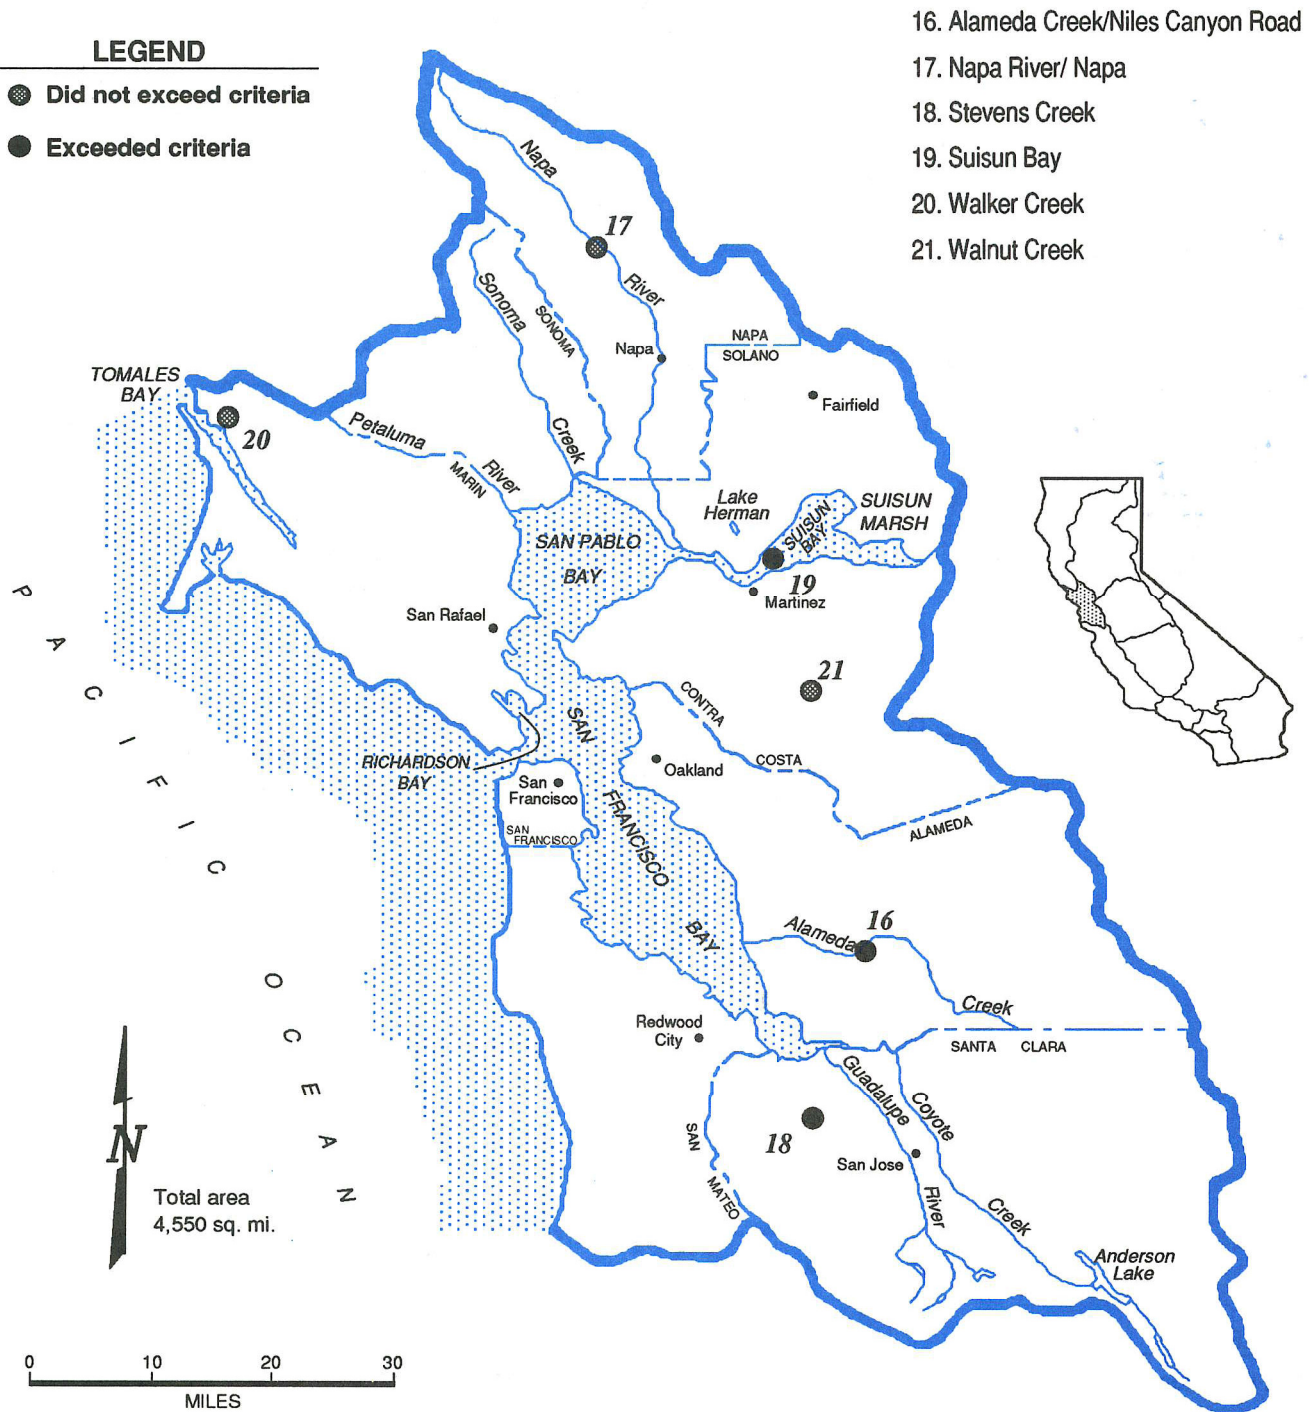 LEGEND
Did not exceed criteria
Exceeded criteria
16. Alameda Creek/Niles Canyon Road
17. Napa River/ Napa
18. Stevens Creek
19. Suisun Bay
20. Walker Creek
21. Walnut Creek
Napa
River
17
Sonoma
Creek
SONOMA
Napa
NAPA
SOLANO
Fairfield
TOMALES
BAY
20
Petaluma
River
MARIN
Lake
Herman
SUISUN
BAY
SUISUN
MARSH
SAN PABLO
BAY
19
Martinez
San Rafael
21
CONTRA
COSTA
ALAMEDA
RICHARDSON
BAY
San
Francisco
SAN
FRANCISCO
Oakland
SAN
FRANCISCO
BAY
PACIFIC
OCEAN
Alameda
Creek
16
Redwood
City
SANTA CLARA
Guadalupe
River
Coyote
Creek
18
San Jose
SAN
MATEO
Anderson
Lake
N
Total area
4,550 sq. mi.
0 10 20 30
MILES